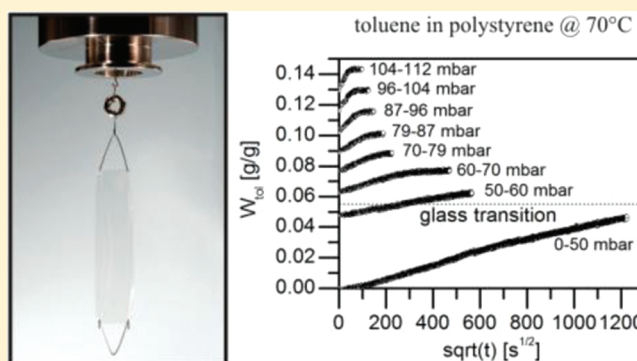 toluene in polystyrene @ 70°C
W_tol [g/g]
0.14
0.12
0.10
0.08
0.06
0.04
0.02
0.00
104-112 mbar
96-104 mbar
87-96 mbar
79-87 mbar
70-79 mbar
60-70 mbar
50-60 mbar
glass transition
0-50 mbar
0 200 400 600 800 1000 1200
sqrt(t) [s^1/2]